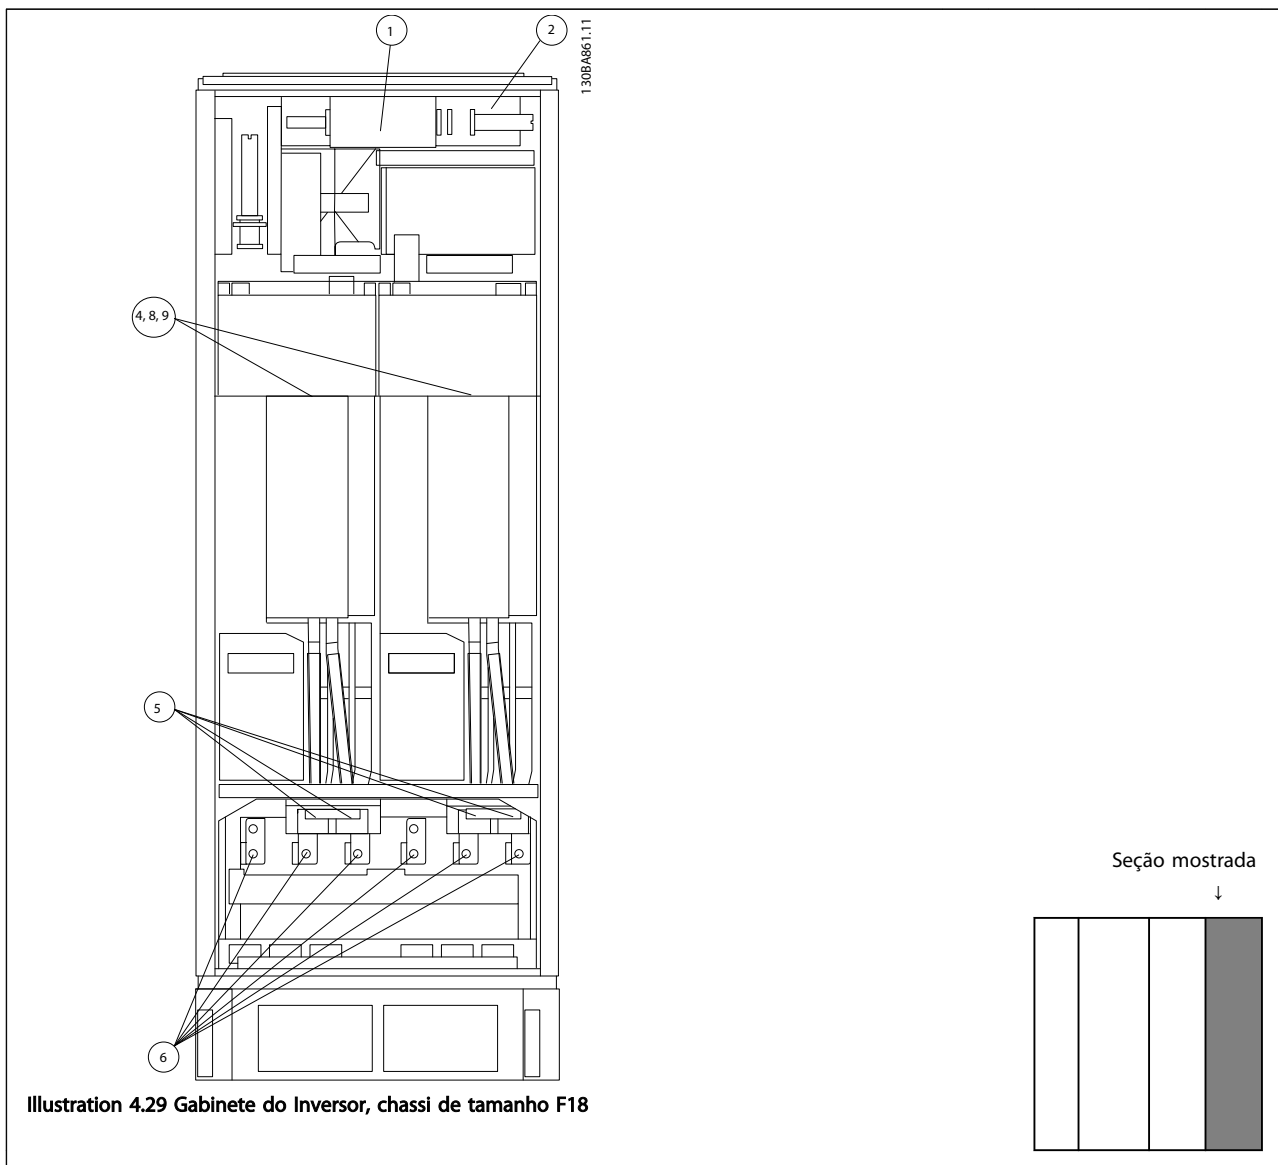 1
2
130BA861.11
4, 8, 9
5
6
Seção mostrada
↓
Illustration 4.29 Gabinete do Inversor, chassi de tamanho F18